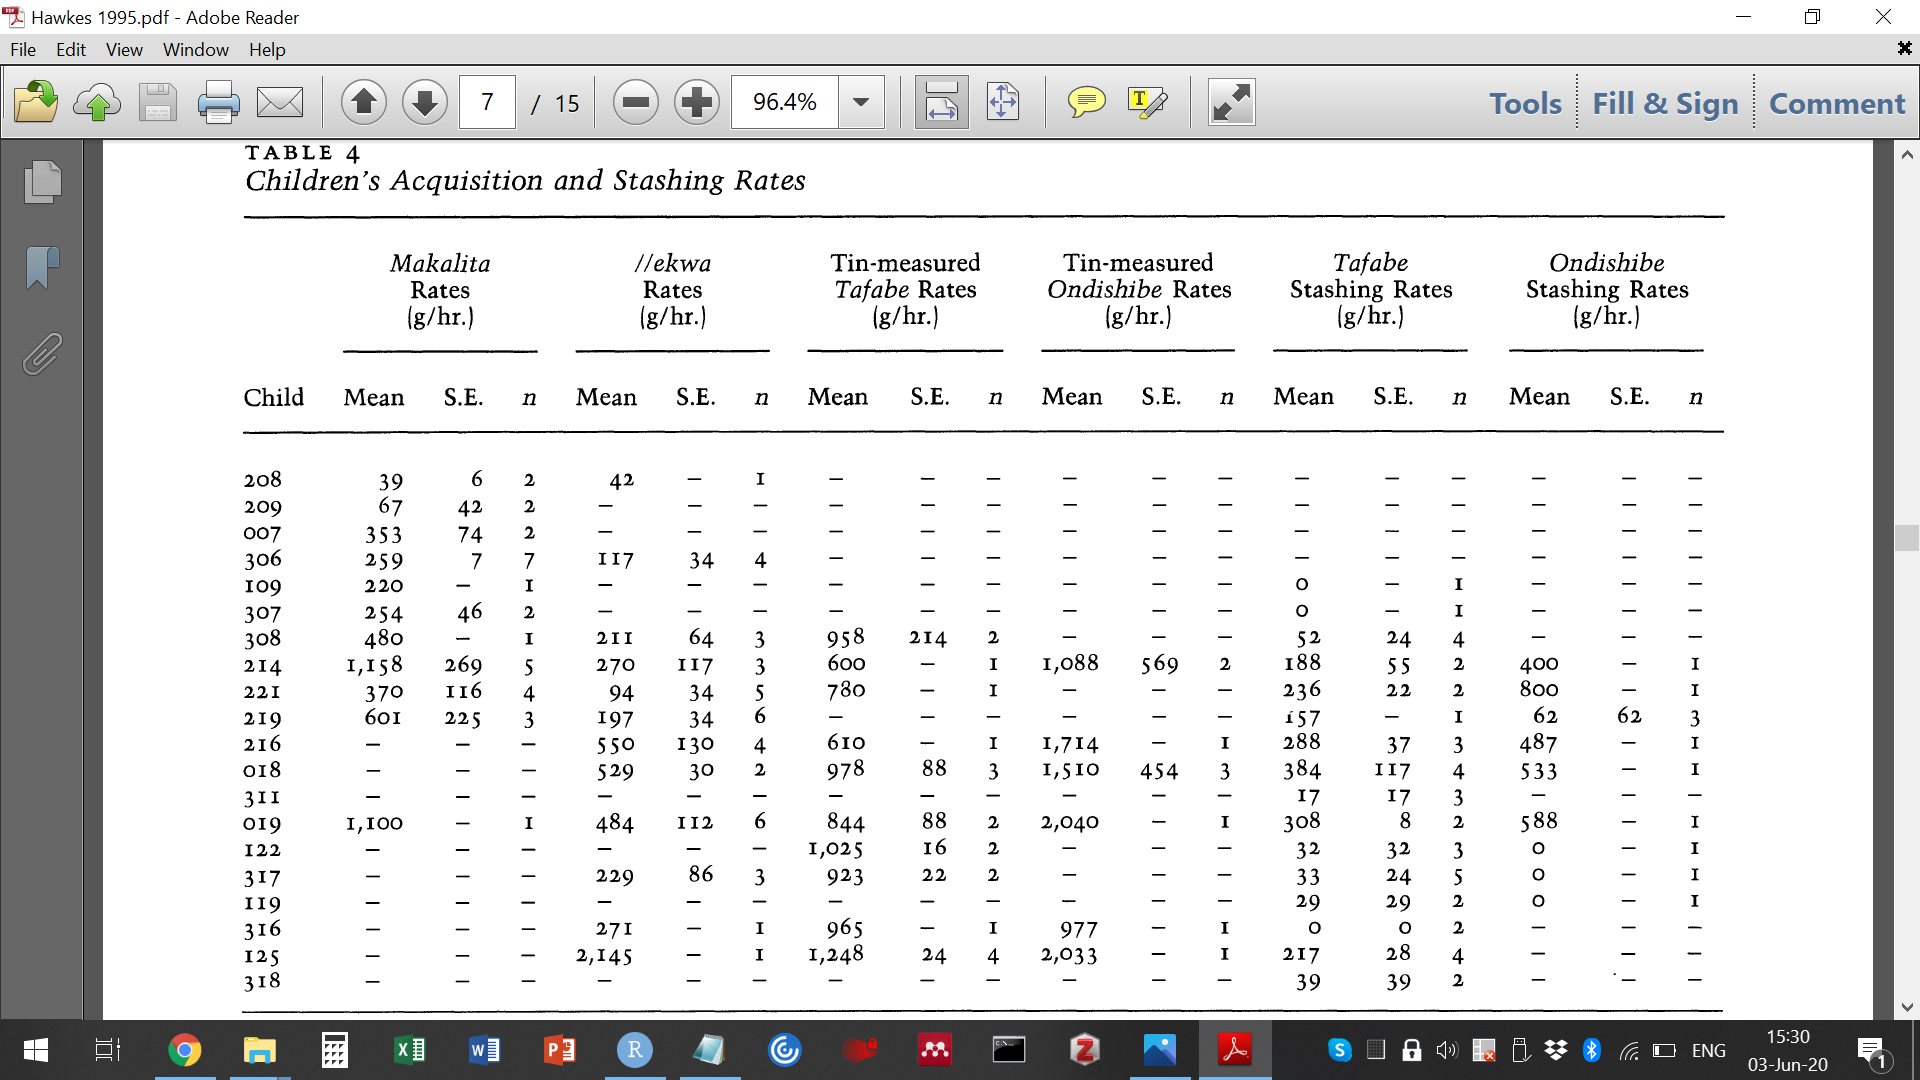 Hawkes 1995.pdf - Adobe Reader
File Edit View Window Help
7 / 15 96.4% Tools Fill & Sign Comment
TABLE 4
Children's Acquisition and Stashing Rates
Makalita //ekwa Tin-measured Tin-measured Tafabe Ondishibe
Rates Rates Tafabe Rates Ondishibe Rates Stashing Rates Stashing Rates
(g/hr.) (g/hr.) (g/hr.) (g/hr.) (g/hr.) (g/hr.)
Child Mean S.E. n Mean S.E. n Mean S.E. n Mean S.E. n Mean S.E. n Mean S.E. n
208 39 6 2 42 – 1 – – – – – – – – – – – –
209 67 42 2 – – – – – – – – – – – – – – –
007 353 74 2 – – – – – – – – – – – – – – –
306 259 7 7 117 34 4 – – – – – – – – – – – –
109 220 – 1 – – – – – – – – – 0 – 1 – – –
307 254 46 2 – – – – – – – – – 0 – 1 – – –
308 480 – 1 211 64 3 958 214 2 – – – 52 24 4 – – –
214 1,158 269 5 270 117 3 600 – 1 1,088 569 2 188 55 2 400 – 1
221 370 116 4 94 34 5 780 – 1 – – – 236 22 2 800 – 1
219 601 225 3 197 34 6 – – – – – – 157 – 1 62 62 3
216 – – – 550 130 4 610 – 1 1,714 – 1 288 37 3 487 – 1
018 – – – 529 30 2 978 88 3 1,510 454 3 384 117 4 533 – 1
311 – – – – – – – – – – – – 17 17 3 – – –
019 1,100 – 1 484 112 6 844 88 2 2,040 – 1 308 8 2 588 – 1
122 – – – – – – 1,025 16 2 – – – 32 32 3 0 – 1
317 – – – 229 86 3 923 22 2 – – – 33 24 5 0 – 1
119 – – – – – – – – – – – – 29 29 2 0 – 1
316 – – – 271 – 1 965 – 1 977 – 1 0 0 2 – – –
125 – – – 2,145 – 1 1,248 24 4 2,033 – 1 217 28 4 – – –
318 – – – – – – – – – – – – 39 39 2 – – –
ENG 15:30
03-Jun-20
1